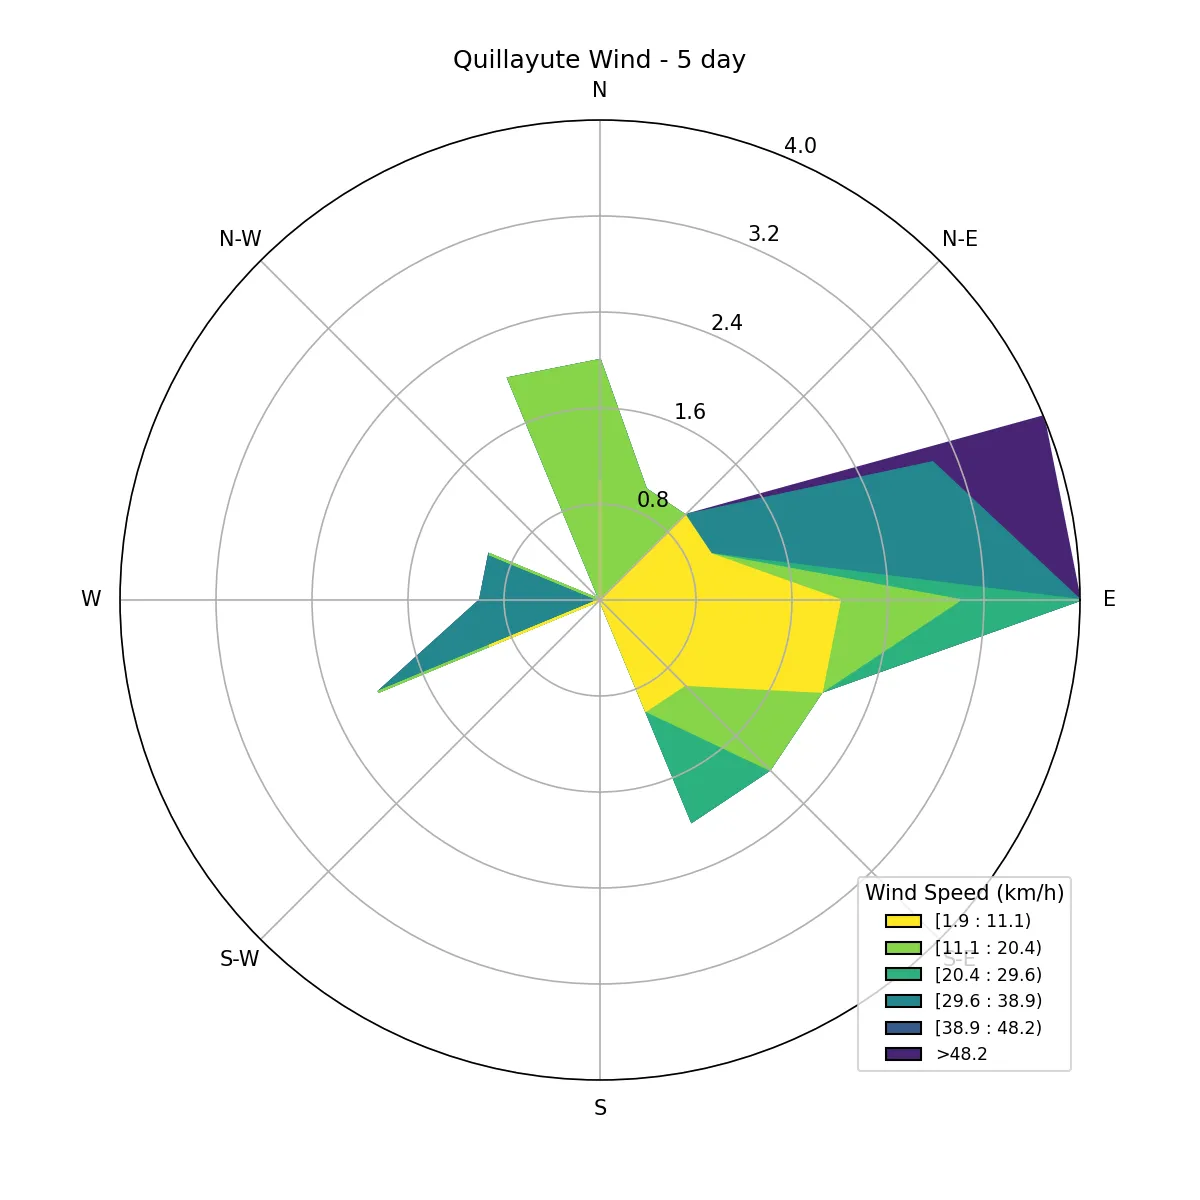 Quillayute Wind - 5 day
N
4.0
N-W
3.2
N-E
2.4
1.6
0.8
W
E
S-W
S-E
Wind Speed (km/h)
[1.9 : 11.1)
[11.1 : 20.4)
[20.4 : 29.6)
[29.6 : 38.9)
[38.9 : 48.2)
>48.2
S